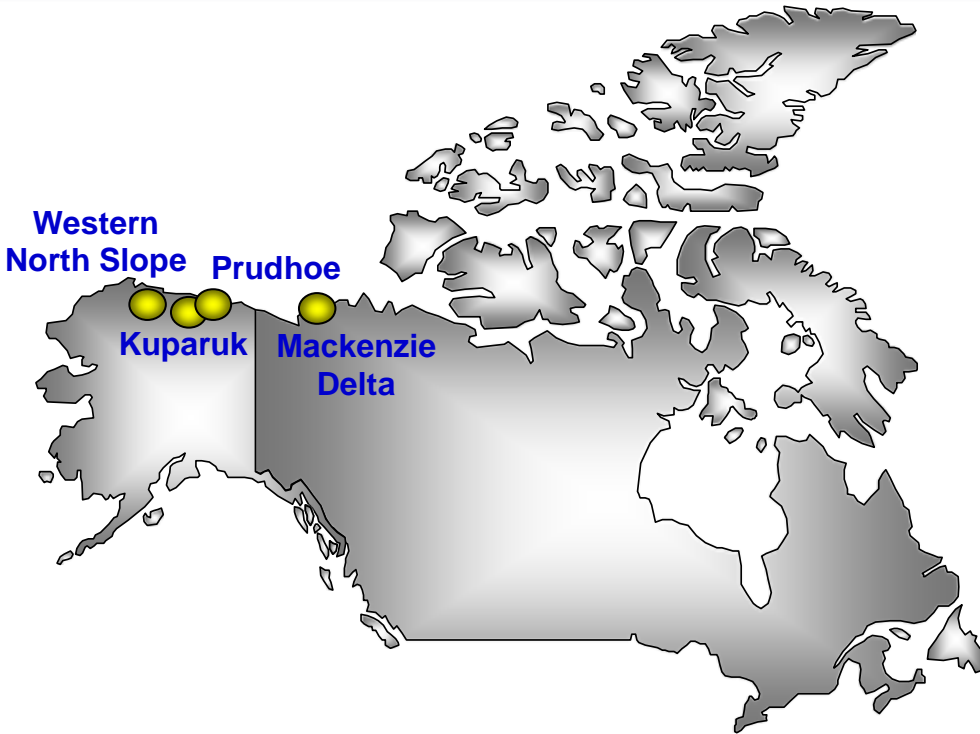 Western
North Slope
Prudhoe
Kuparuk
Mackenzie
Delta